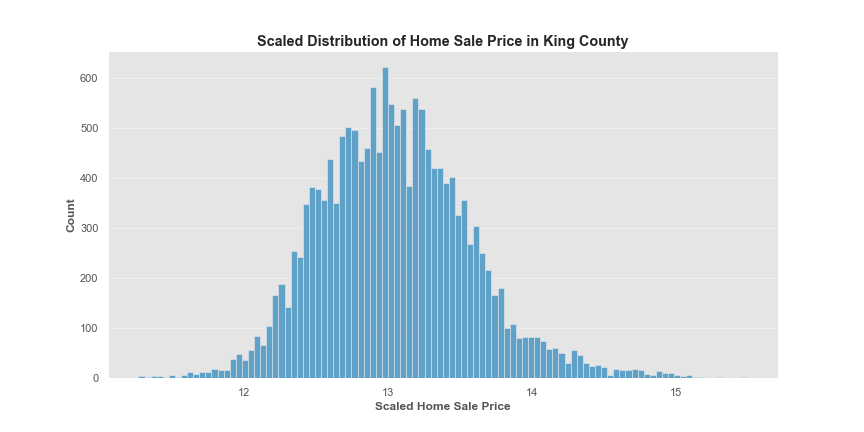 Scaled Distribution of Home Sale Price in King County
600
500
400
300
200
100
0
Count
12 13 14 15
Scaled Home Sale Price